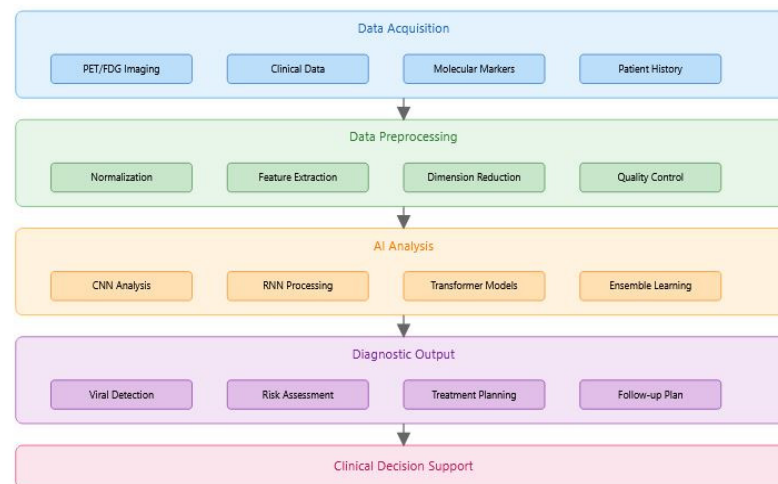 Data Acquisition
PET/FDG Imaging
Clinical Data
Molecular Markers
Patient History
Data Preprocessing
Normalization
Feature Extraction
Dimension Reduction
Quality Control
AI Analysis
CNN Analysis
RNN Processing
Transformer Models
Ensemble Learning
Diagnostic Output
Viral Detection
Risk Assessment
Treatment Planning
Follow-up Plan
Clinical Decision Support